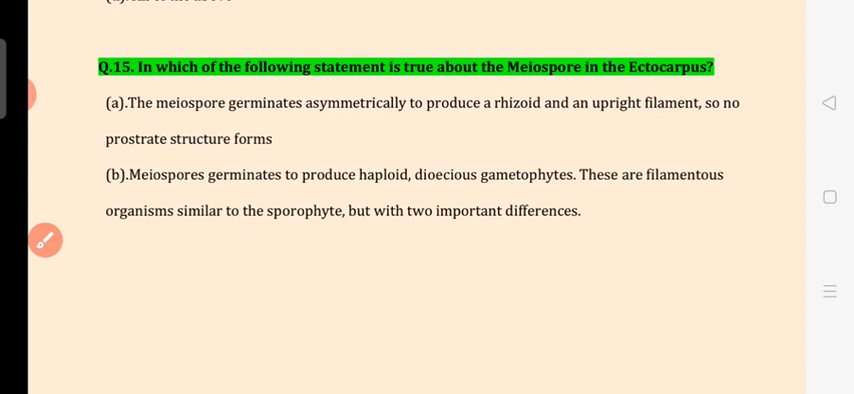 Q.15. In which of the following statement is true about the Meiospore in the Ectocarpus?
(a).The meiospore germinates asymmetrically to produce a rhizoid and an upright filament, so no
prostrate structure forms
(b).Meiospores germinates to produce haploid, dioecious gametophytes. These are filamentous
organisms similar to the sporophyte, but with two important differences.